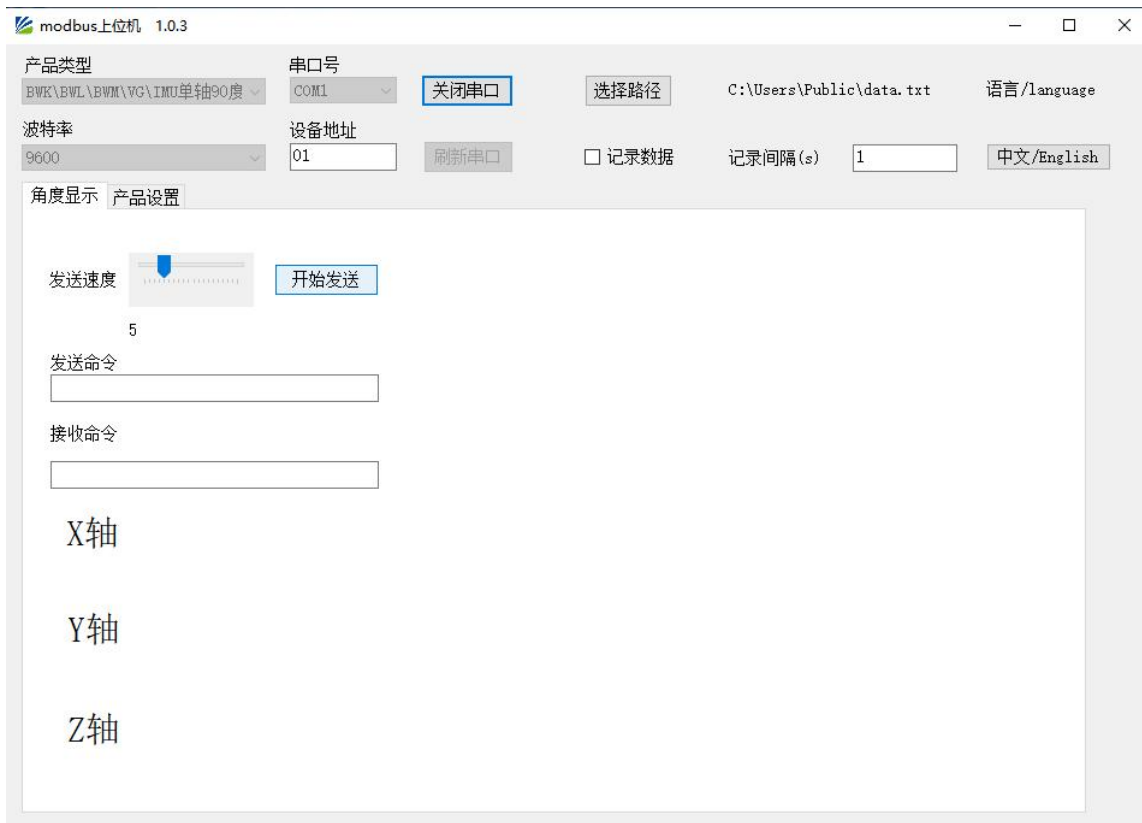 modbus上位机 1.0.3
产品类型 串口号
BWK\BWL\BWM\VG\IMU单轴90度 COM1 关闭串口 选择路径 C:\Users\Public\data.txt 语言/language
波特率 设备地址
9600 01 刷新串口 记录数据 记录间隔(s) 1 中文/English
角度显示 产品设置
发送速度 开始发送
5
发送命令
接收命令
X轴
Y轴
Z轴